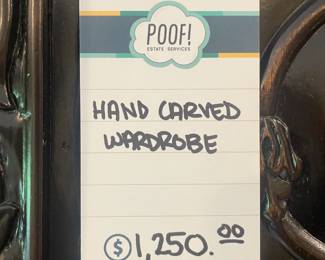 POOF!
ESTATE SERVICES
HAND CARVED
WARDROBE
$1,250.00